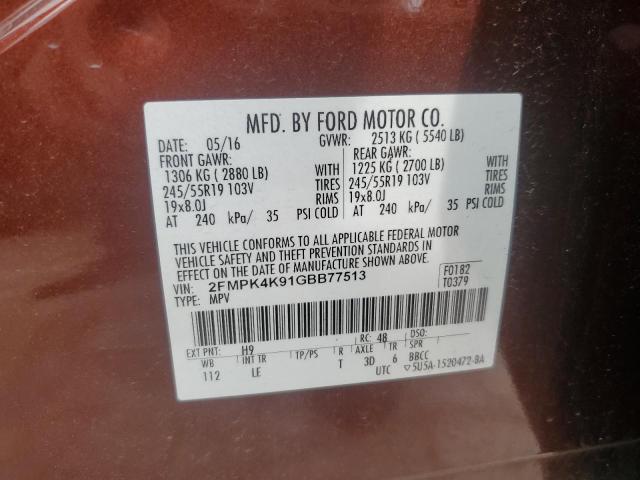 MFD. BY FORD MOTOR CO.
DATE: 05/16 GVWR: 2513 KG ( 5540 LB)
FRONT GAWR: REAR GAWR:
1306 KG ( 2880 LB) WITH 1225 KG ( 2700 LB) WITH
245/55R19 103V TIRES 245/55R19 103V TIRES
19x8.0J RIMS 19x8.0J RIMS
AT 240 kPa/ 35 PSI COLD AT 240 kPa/ 35 PSI COLD
THIS VEHICLE CONFORMS TO ALL APPLICABLE FEDERAL MOTOR
VEHICLE SAFETY AND THEFT PREVENTION STANDARDS IN
EFFECT ON THE DATE OF MANUFACTURE SHOWN ABOVE.
VIN: 2FMPK4K91GBB77513 F0182
TYPE: MPV T0379
EXT PNT: H9 RC: 48 DSO:
WB INT TR TP/PS R AXLE TR SPR
112 LE T 3D 6 BBCC
UTC ▽5U5A-1520472-BA